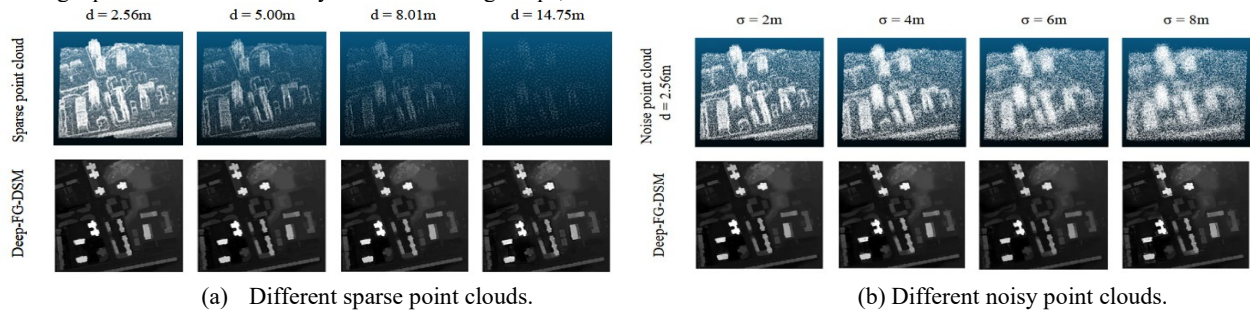 d = 2.56m d = 5.00m d = 8.01m d = 14.75m
Sparse point cloud
Deep-FG-DSM
(a) Different sparse point clouds.
σ = 2m σ = 4m σ = 6m σ = 8m
Noise point cloud
d = 2.56m
Deep-FG-DSM
(b) Different noisy point clouds.